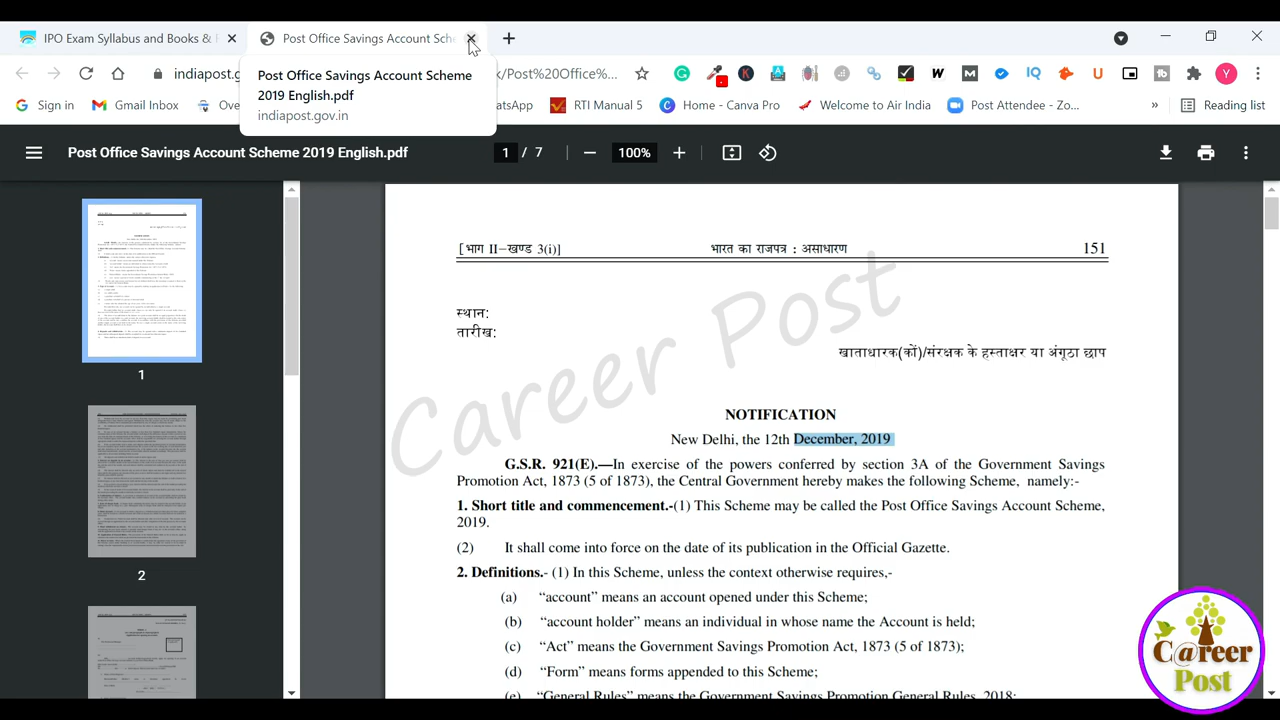 IPO Exam Syllabus and Books &
Post Office Savings Account Sche
indiapost.g
k/Post%20Office%...
Post Office Savings Account Scheme
2019 English.pdf
indiapost.gov.in
Sign in
Gmail Inbox
Ove
atsApp
RTI Manual 5
Home - Canva Pro
Welcome to Air India
Post Attendee - Zo...
»
Reading list
Post Office Savings Account Scheme 2019 English.pdf
1 / 7
100%
1
2
[भाग II—खण्ड 3(i)] भारत का राजपत्र : असाधारण 151
स्थान:
तारीख:
खाताधारक(कों)/संरक्षक के हस्ताक्षर या अंगूठा छाप
Career Post
NOTIFICATION
New Delhi, the 12th December, 2019
G.S.R. 921(E).—In exercise of the powers conferred by section 3A of the Government Savings
Promotion Act, 1873 (5 of 1873), the Central Government hereby makes the following Scheme, namely:-
1. Short title and commencement.-(1) This Scheme may be called the Post Office Savings Account Scheme,
2019.
(2) It shall come into force on the date of its publication in the Official Gazette.
2. Definitions.- (1) In this Scheme, unless the context otherwise requires,-
(a) “account” means an account opened under this Scheme;
(b) “account holder” means an individual in whose name the Account is held;
(c) “Act” means the Government Savings Promotion Act, 1873 (5 of 1873);
(d) “Form” means forms appended to this Scheme;
(e) “General Rules” means the Government Savings Promotion General Rules, 2018;
Career
Post